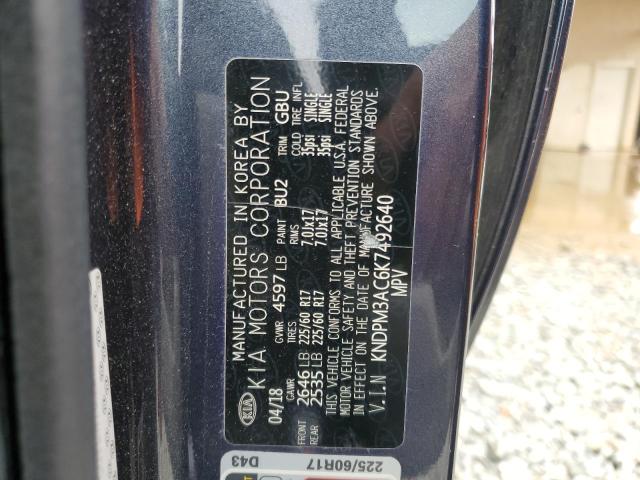 MANUFACTURED IN KOREA BY
KIA KIA MOTORS CORPORATION
04/18 GVWR 4597 LB PAINT BU2 TRIM GBU
GAWR TIRES RIMS COLD TIRE INFL
FRONT 2646 LB 225/60 R17 7.0Jx17 35psi SINGLE
REAR 2535 LB 225/60 R17 7.0Jx17 35psi SINGLE
THIS VEHICLE CONFORMS TO ALL APPLICABLE U.S.A. FEDERAL
MOTOR VEHICLE SAFETY AND THEFT PREVENTION STANDARDS
IN EFFECT ON THE DATE OF MANUFACTURE SHOWN ABOVE.
V.I.N KNDPM3AC6K7492640
MPV
D43
225/60R17